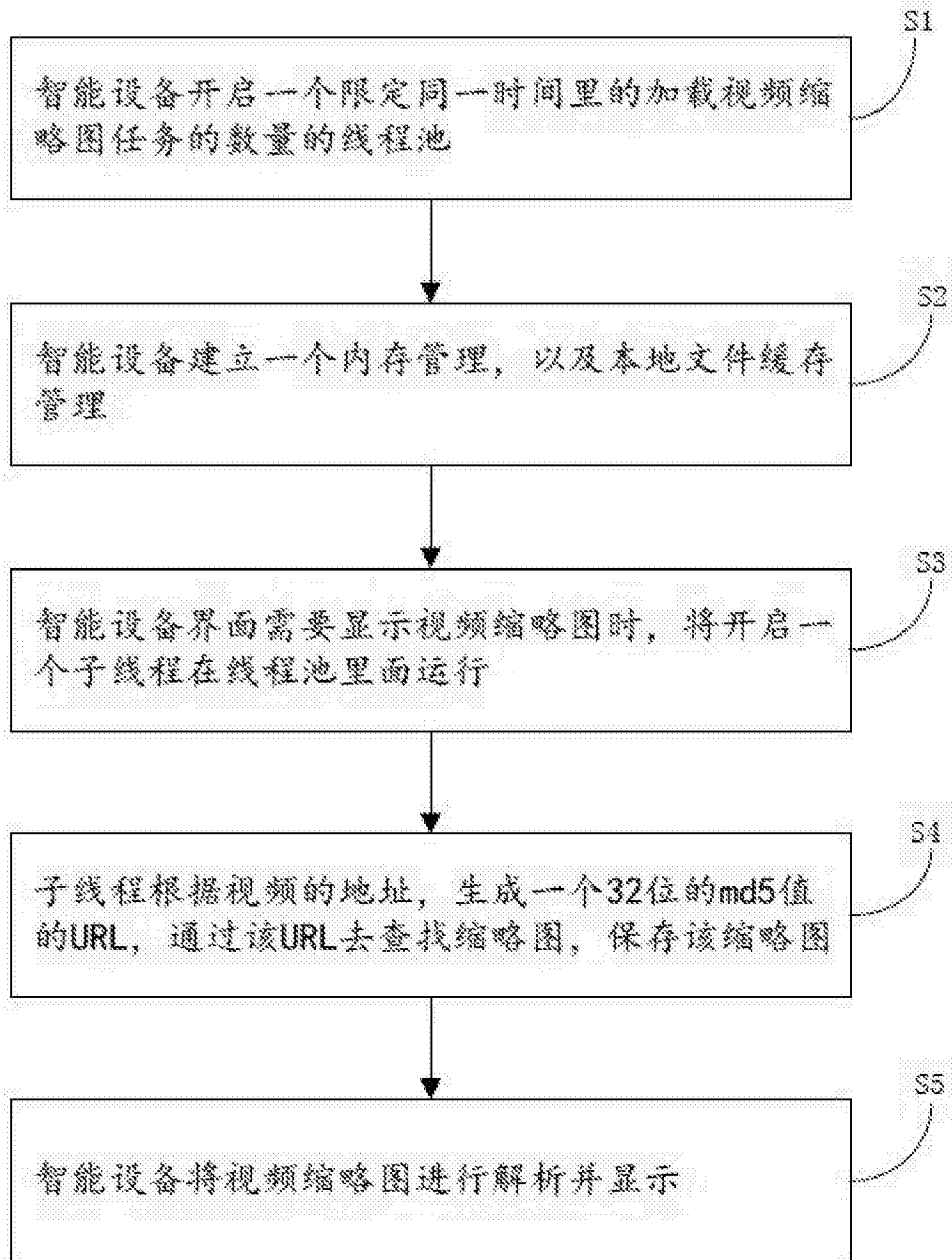 S1
智能设备开启一个限定同一时间里的加载视频缩
略图任务的数量的线程池
S2
智能设备建立一个内存管理，以及本地文件缓存
管理
S3
智能设备界面需要显示视频缩略图时，将开启一
个子线程在线程池里面运行
S4
子线程根据视频的地址，生成一个32位的md5值
的URL，通过该URL去查找缩略图，保存该缩略图
S5
智能设备将视频缩略图进行解析并显示